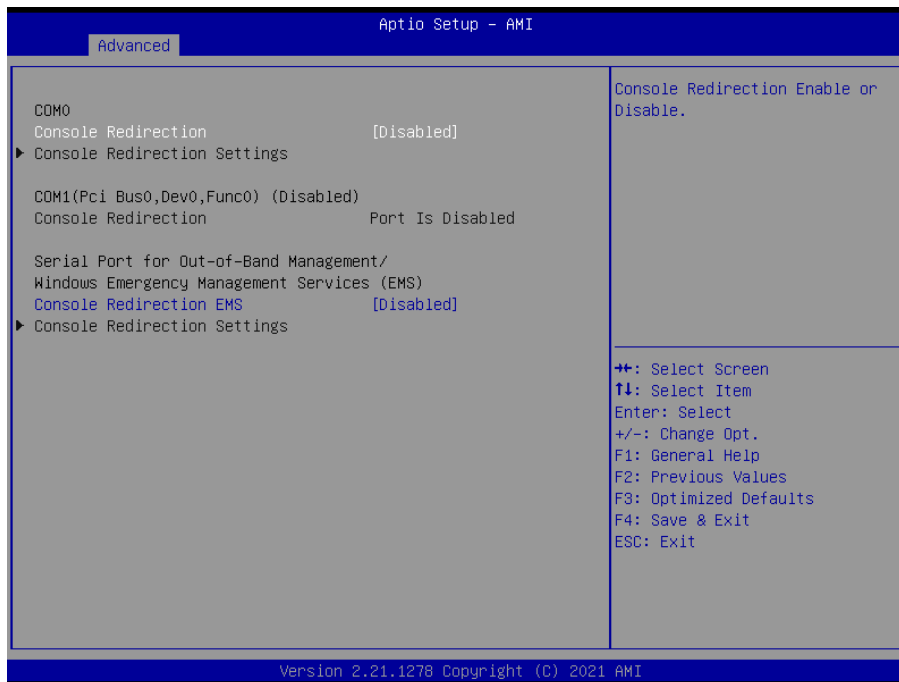 Aptio Setup – AMI
Advanced
COM0
Console Redirection [Disabled]
▶ Console Redirection Settings
COM1(Pci Bus0,Dev0,Func0) (Disabled)
Console Redirection Port Is Disabled
Serial Port for Out-of-Band Management/
Windows Emergency Management Services (EMS)
Console Redirection EMS [Disabled]
▶ Console Redirection Settings
Console Redirection Enable or
Disable.
→←: Select Screen
↑↓: Select Item
Enter: Select
+/-: Change Opt.
F1: General Help
F2: Previous Values
F3: Optimized Defaults
F4: Save & Exit
ESC: Exit
Version 2.21.1278 Copyright (C) 2021 AMI